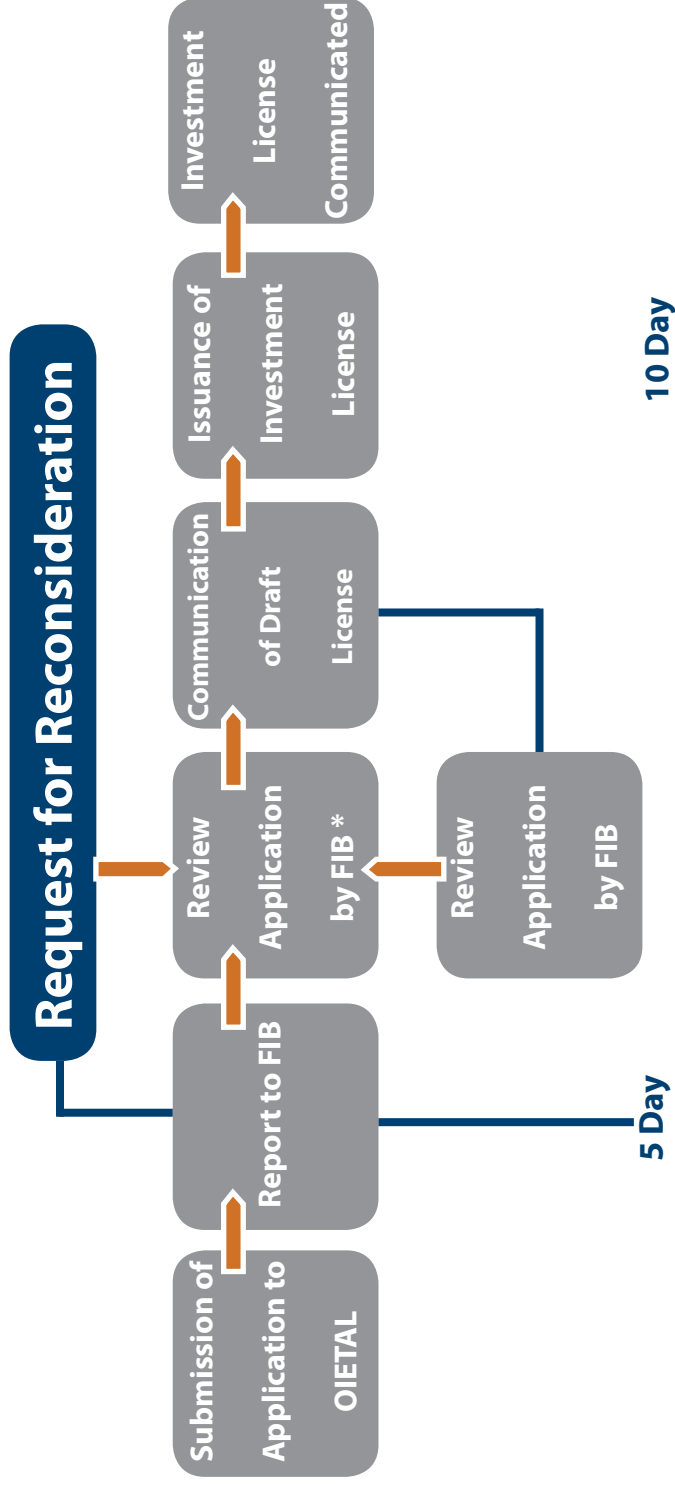 Request for Reconsideration
Submission of
Application to
OIETAL
Report to FIB
Review
Application
by FIB *
Communication
of Draft
License
Issuance of
Investment
License
Investment
License
Communicated
Review
Application
by FIB
5 Day
10 Day